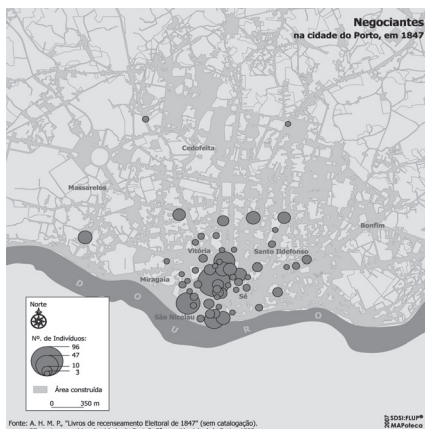 Negociantes
na cidade do Porto, em 1847
Cedofeita
Massarelos
Bonfim
Vitória
Santo Ildefonso
Miragaia
Sé
São Nicolau
D O U R O
Norte
Nº. de Indivíduos:
96
47
10
3
Área construída
0 350 m
Fonte: A. H. M. P., "Livros de recenseamento Eleitoral de 1847" (sem catalogação).
2007 SDSI:FLUP®
MAPoteca